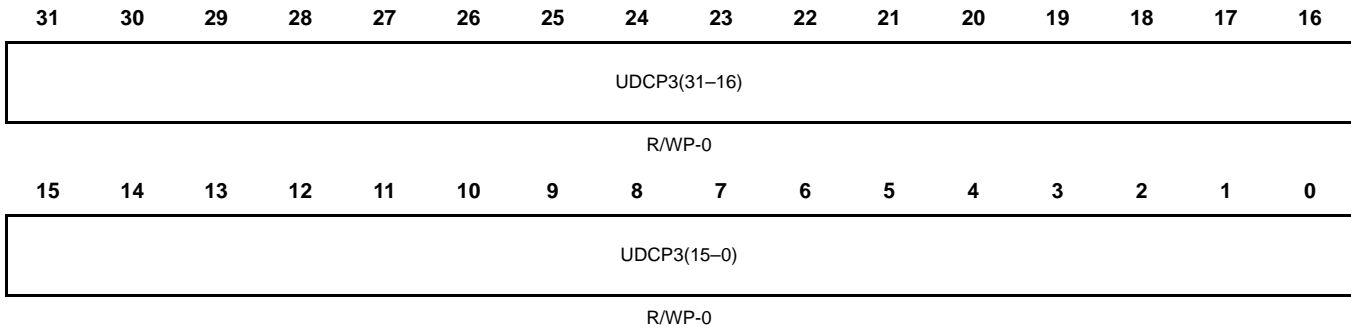 31 30 29 28 27 26 25 24 23 22 21 20 19 18 17 16
UDCP3(31–16)
R/WP-0
15 14 13 12 11 10 9 8 7 6 5 4 3 2 1 0
UDCP3(15–0)
R/WP-0